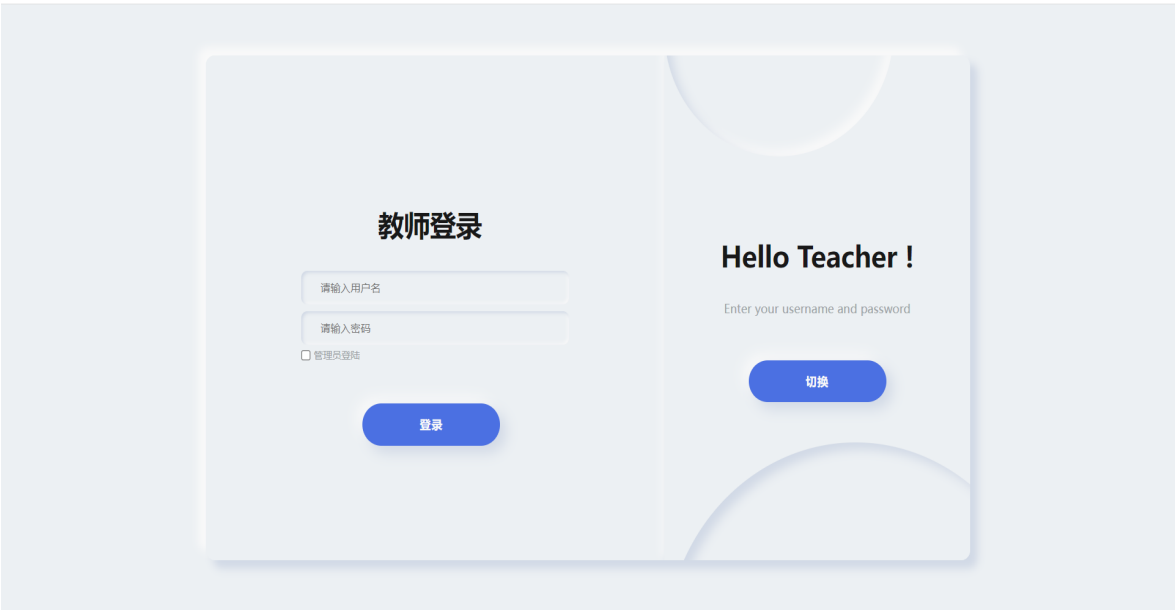 教师登录
请输入用户名
请输入密码
管理员登陆
登录
Hello Teacher !
Enter your username and password
切换